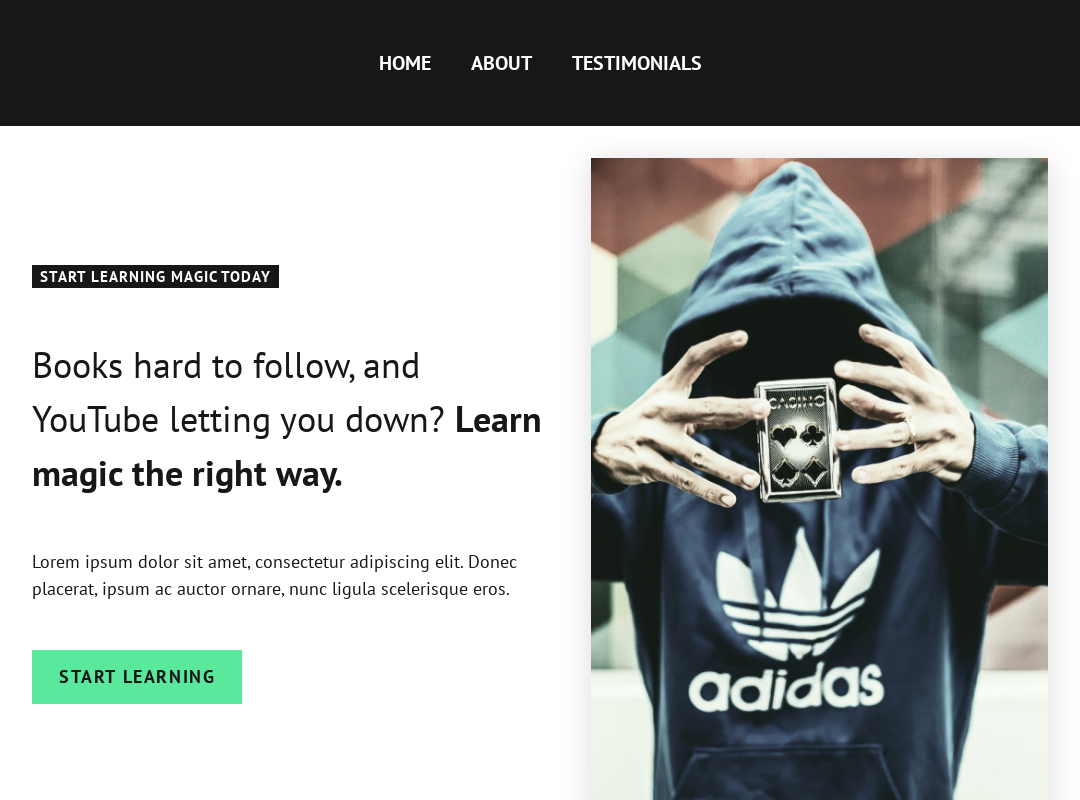 HOME ABOUT TESTIMONIALS
START LEARNING MAGIC TODAY
Books hard to follow, and
YouTube letting you down? Learn
magic the right way.
Lorem ipsum dolor sit amet, consectetur adipiscing elit. Donec
placerat, ipsum ac auctor ornare, nunc ligula scelerisque eros.
START LEARNING
CASINO
adidas